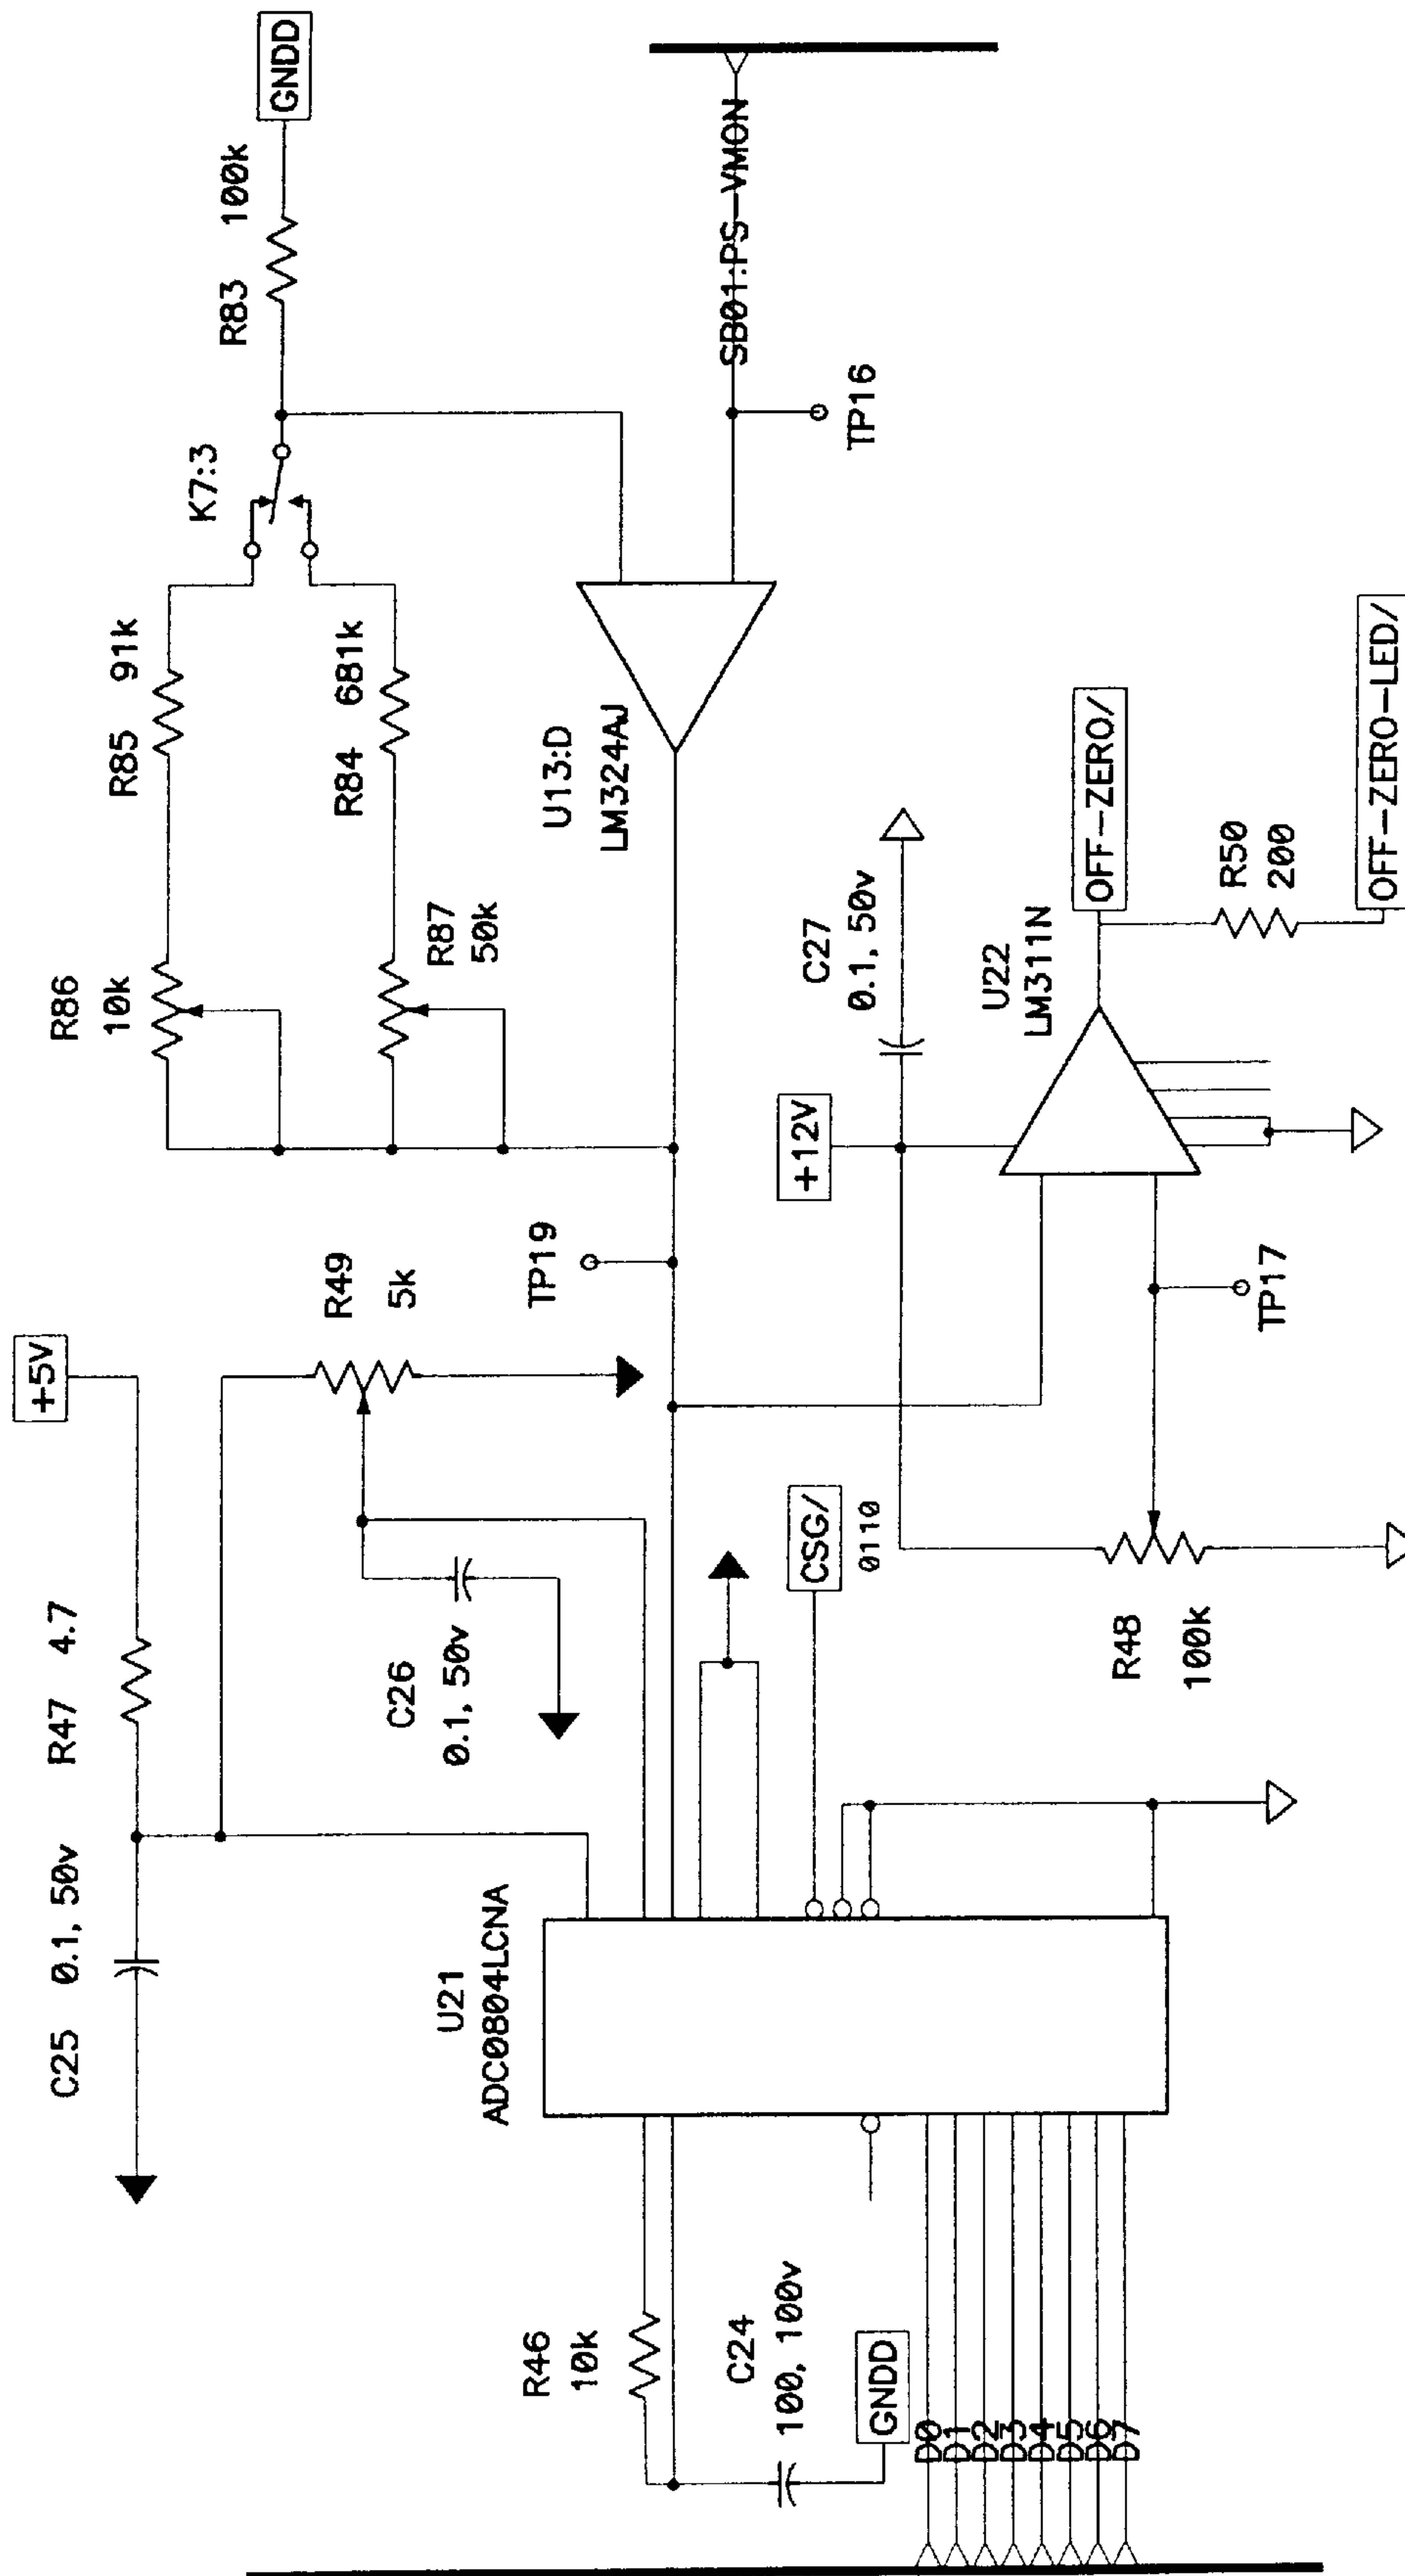 C25 0.1, 50v
R47 4.7
+5V
R49
5k
C26
0.1, 50v
TP19
R86
10k
R85 91k
R87
50k
R84 681k
K7:3
R83 100k
GNDD
U13:D
LM324AJ
SB01:PS-VMON
TP16
U21
ADC0804LCNA
R46
10k
C24
100, 100v
GNDD
D0
D1
D2
D3
D4
D5
D6
D7
CSG/
0110
+12V
C27
0.1, 50v
U22
LM311N
R48
100k
TP17
OFF-ZERO/
R50
200
OFF-ZERO-LED/